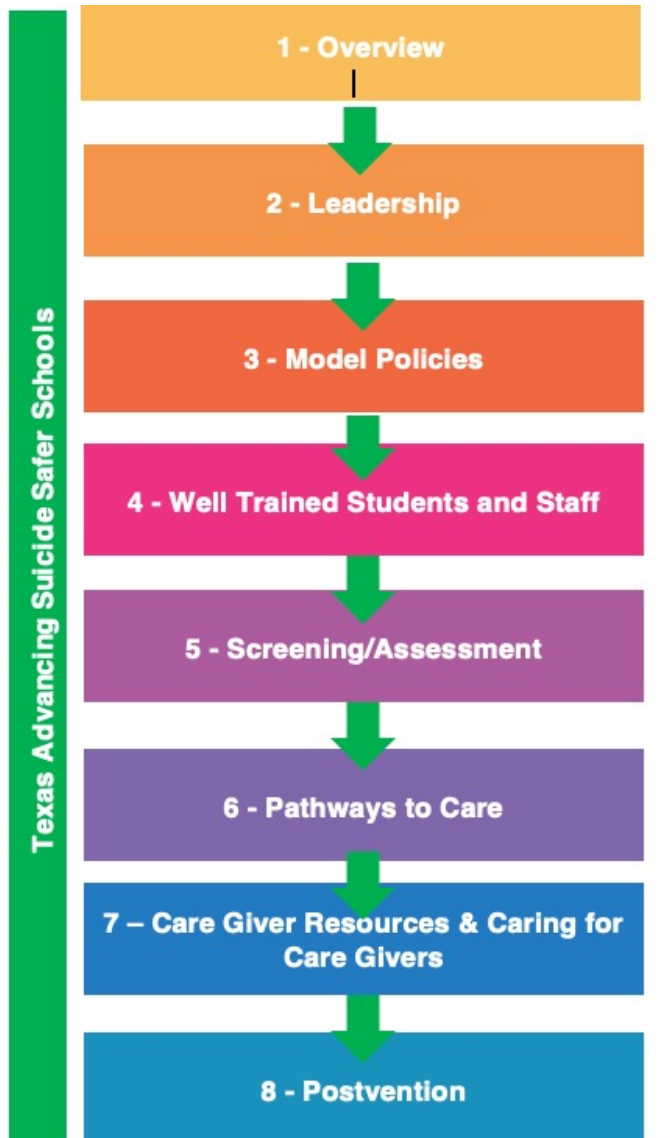 Texas Advancing Suicide Safer Schools
1 - Overview
2 - Leadership
3 - Model Policies
4 - Well Trained Students and Staff
5 - Screening/Assessment
6 - Pathways to Care
7 – Care Giver Resources & Caring for
Care Givers
8 - Postvention